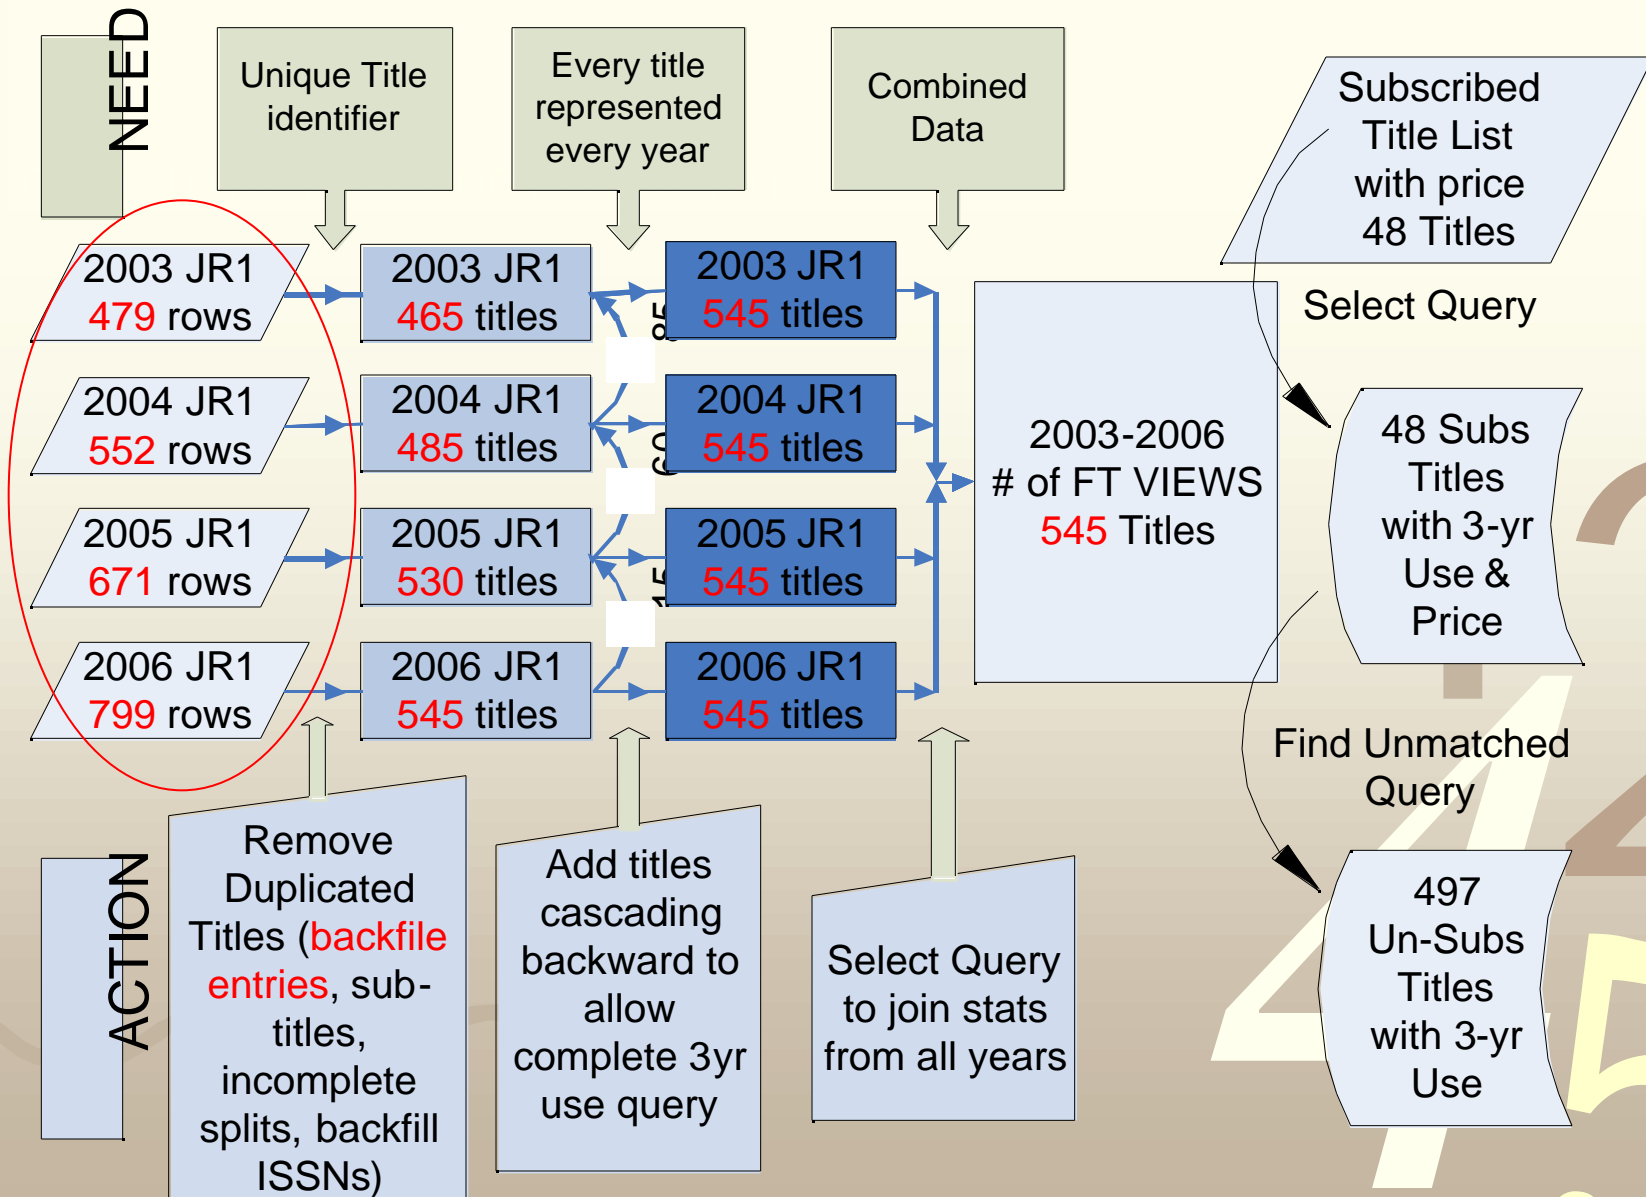 NEED
Unique Title
identifier
Every title
represented
every year
Combined
Data
Subscribed
Title List
with price
48 Titles
2003 JR1
479 rows
2003 JR1
465 titles
2003 JR1
545 titles
Select Query
2004 JR1
552 rows
2004 JR1
485 titles
2004 JR1
545 titles
2003-2006
# of FT VIEWS
545 Titles
48 Subs
Titles
with 3-yr
Use &
Price
2005 JR1
671 rows
2005 JR1
530 titles
2005 JR1
545 titles
2006 JR1
799 rows
2006 JR1
545 titles
2006 JR1
545 titles
Find Unmatched
Query
ACTION
Remove
Duplicated
Titles (backfile
entries, sub-
titles,
incomplete
splits, backfill
ISSNs)
Add titles
cascading
backward to
allow
complete 3yr
use query
Select Query
to join stats
from all years
497
Un-Subs
Titles
with 3-yr
Use